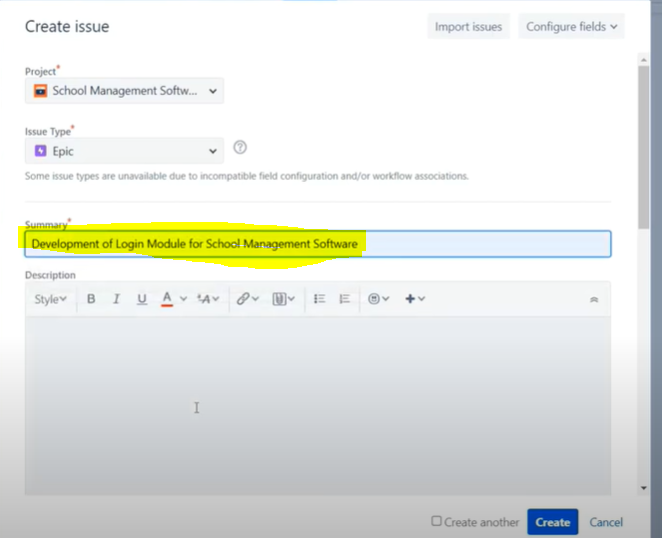 Create issue
Import issues
Configure fields
Project*
School Management Softw...
Issue Type*
Epic
Some issue types are unavailable due to incompatible field configuration and/or workflow associations.
Summary*
Development of Login Module for School Management Software
Description
Style B I U A A
Create another
Create
Cancel